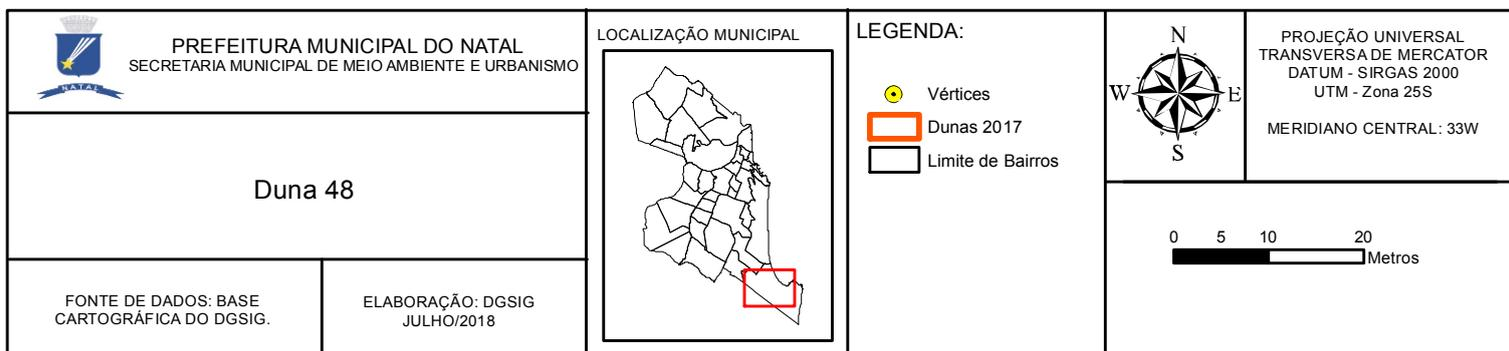 NATAL
PREFEITURA MUNICIPAL DO NATAL
SECRETARIA MUNICIPAL DE MEIO AMBIENTE E URBANISMO
Duna 48
FONTE DE DADOS: BASE
CARTOGRÁFICA DO DGSIG.
ELABORAÇÃO: DGSIG
JULHO/2018
LOCALIZAÇÃO MUNICIPAL
LEGENDA:
Vértices
Dunas 2017
Limite de Bairros
N
W
E
S
PROJEÇÃO UNIVERSAL
TRANSVERSA DE MERCATOR
DATUM - SIRGAS 2000
UTM - Zona 25S
MERIDIANO CENTRAL: 33W
0 5 10 20
Metros